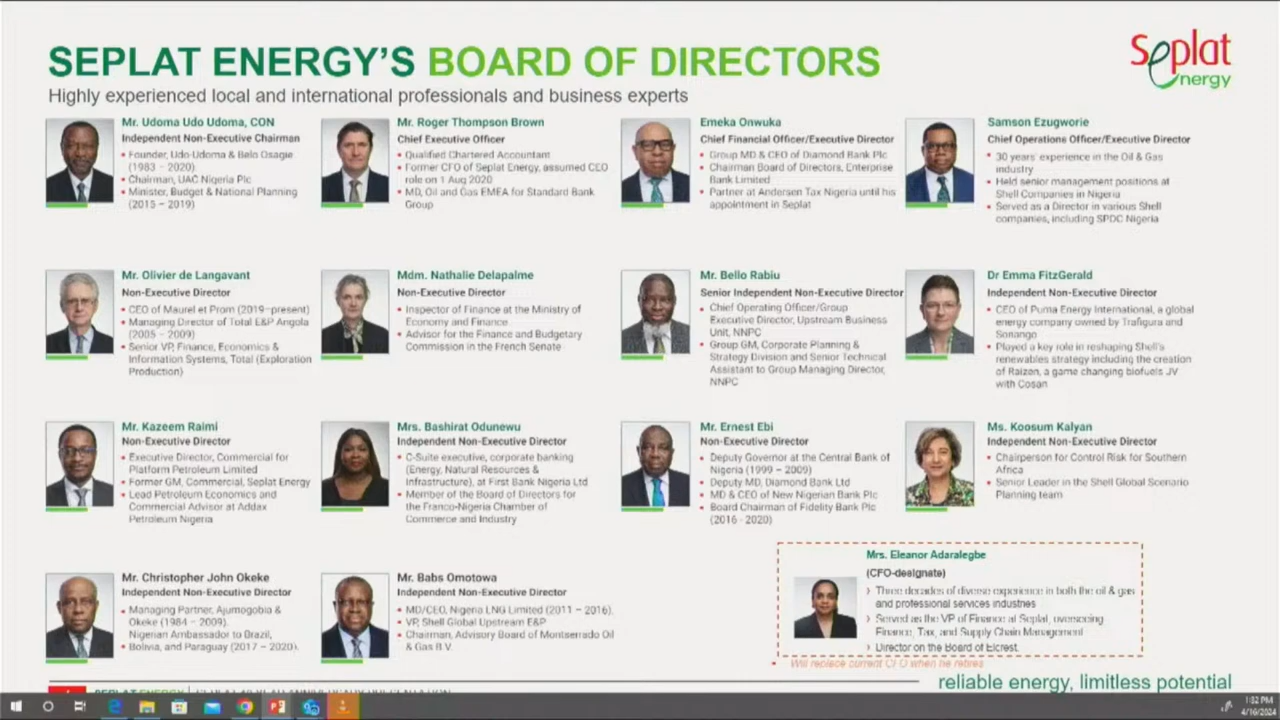 SEPLAT ENERGY'S BOARD OF DIRECTORS
Seplat energy
Highly experienced local and international professionals and business experts
Mr. Udoma Udo Udoma, CON
Independent Non-Executive Chairman
Founder, Udo-Udoma & Belo Osagie
(1983 – 2020)
Chairman, UAC Nigeria Plc
Minister, Budget & National Planning
(2015 – 2019)
Mr. Roger Thompson Brown
Chief Executive Officer
Qualified Chartered Accountant
Former CFO of Seplat Energy, assumed CEO
role on 1 Aug 2020
MD, Oil and Gas EMEA for Standard Bank
Group
Emeka Onwuka
Chief Financial Officer/Executive Director
Group MD & CEO of Diamond Bank Plc
Chairman Board of Directors, Enterprise
Bank Limited
Partner at Andersen Tax Nigeria until his
appointment in Seplat
Samson Ezugworie
Chief Operations Officer/Executive Director
30 years' experience in the Oil & Gas
industry
Held senior management positions at
Shell Companies in Nigeria
Served as a Director in various Shell
companies, including SPDC Nigeria
Mr. Olivier de Langavant
Non-Executive Director
CEO of Maurel et Prom (2019–present)
Managing Director of Total E&P Angola
(2005 – 2009)
Senior VP, Finance, Economics &
Information Systems, Total (Exploration
Production)
Mdm. Nathalie Delapalme
Non-Executive Director
Inspector of Finance at the Ministry of
Economy and Finance
Advisor for the Finance and Budgetary
Commission in the French Senate
Mr. Bello Rabiu
Senior Independent Non-Executive Director
Chief Operating Officer/Group
Executive Director, Upstream Business
Unit, NNPC
Group GM, Corporate Planning &
Strategy Division and Senior Technical
Assistant to Group Managing Director,
NNPC
Dr Emma FitzGerald
Independent Non-Executive Director
CEO of Puma Energy International, a global
energy company owned by Trafigura and
Sonango
Played a key role in reshaping Shell's
renewables strategy including the creation
of Raizen, a game changing biofuels JV
with Cosan
Mr. Kazeem Raimi
Non-Executive Director
Executive Director, Commercial for
Platform Petroleum Limited
Former GM, Commercial, Seplat Energy
Lead Petroleum Economics and
Commercial Advisor at Addax
Petroleum Nigeria
Mrs. Bashirat Odunewu
Independent Non-Executive Director
C-Suite executive, corporate banking
(Energy, Natural Resources &
Infrastructure), at First Bank Nigeria Ltd
Member of the Board of Directors for
the Franco-Nigeria Chamber of
Commerce and Industry
Mr. Ernest Ebi
Non-Executive Director
Deputy Governor at the Central Bank of
Nigeria (1999 – 2009)
Deputy MD, Diamond Bank Ltd
MD & CEO of New Nigerian Bank Plc
Board Chairman of Fidelity Bank Plc
(2016 - 2020)
Ms. Koosum Kalyan
Independent Non-Executive Director
Chairperson for Control Risk for Southern
Africa
Senior Leader in the Shell Global Scenario
Planning team
Mr. Christopher John Okeke
Independent Non-Executive Director
Managing Partner, Ajumogobia &
Okeke (1984 – 2009).
Nigerian Ambassador to Brazil,
Bolivia, and Paraguay (2017 – 2020).
Mr. Babs Omotowa
Independent Non-Executive Director
MD/CEO, Nigeria LNG Limited (2011 – 2016).
VP, Shell Global Upstream E&P
Chairman, Advisory Board of Montserrado Oil
& Gas B.V.
Mrs. Eleanor Adaralegbe
(CFO-designate)
Three decades of diverse experience in both the oil & gas
and professional services industries
Served as the VP of Finance at Seplat, overseeing
Finance, Tax, and Supply Chain Management
Director on the Board of Elcrest.
Will replace current CFO when he retires
reliable energy, limitless potential
SEPLAT ENERGY
1:32 PM
4/16/2024